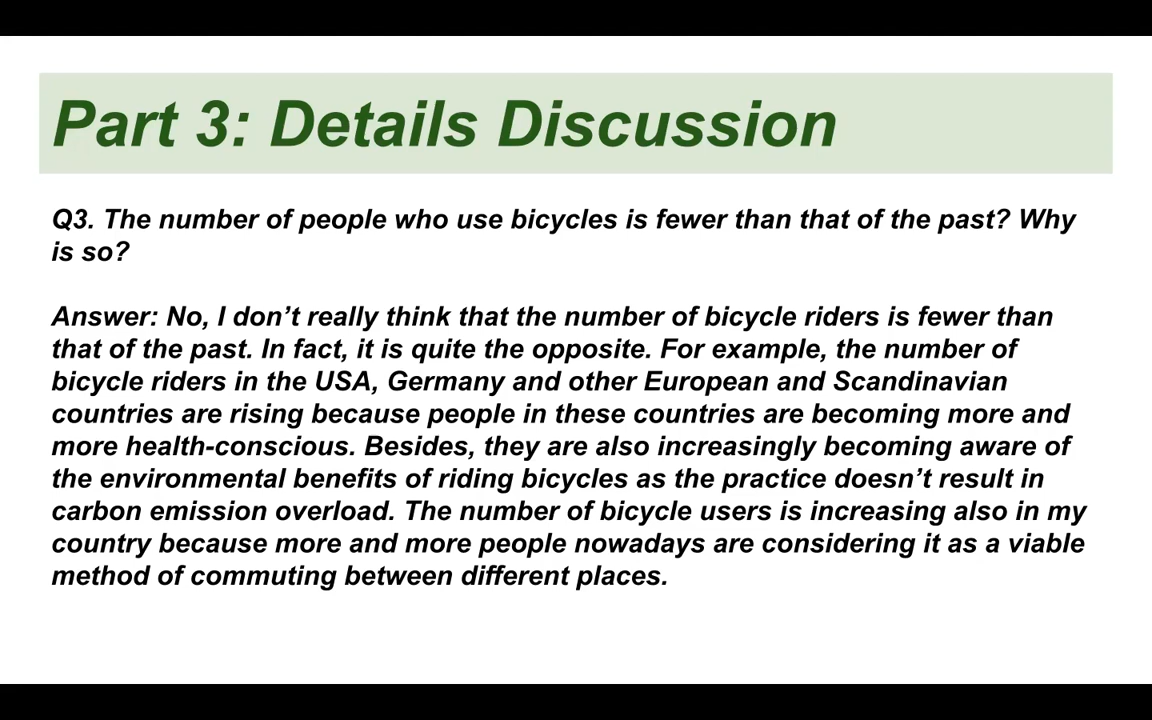 Part 3: Details Discussion
Q3. The number of people who use bicycles is fewer than that of the past? Why
is so?
Answer: No, I don’t really think that the number of bicycle riders is fewer than
that of the past. In fact, it is quite the opposite. For example, the number of
bicycle riders in the USA, Germany and other European and Scandinavian
countries are rising because people in these countries are becoming more and
more health-conscious. Besides, they are also increasingly becoming aware of
the environmental benefits of riding bicycles as the practice doesn’t result in
carbon emission overload. The number of bicycle users is increasing also in my
country because more and more people nowadays are considering it as a viable
method of commuting between different places.